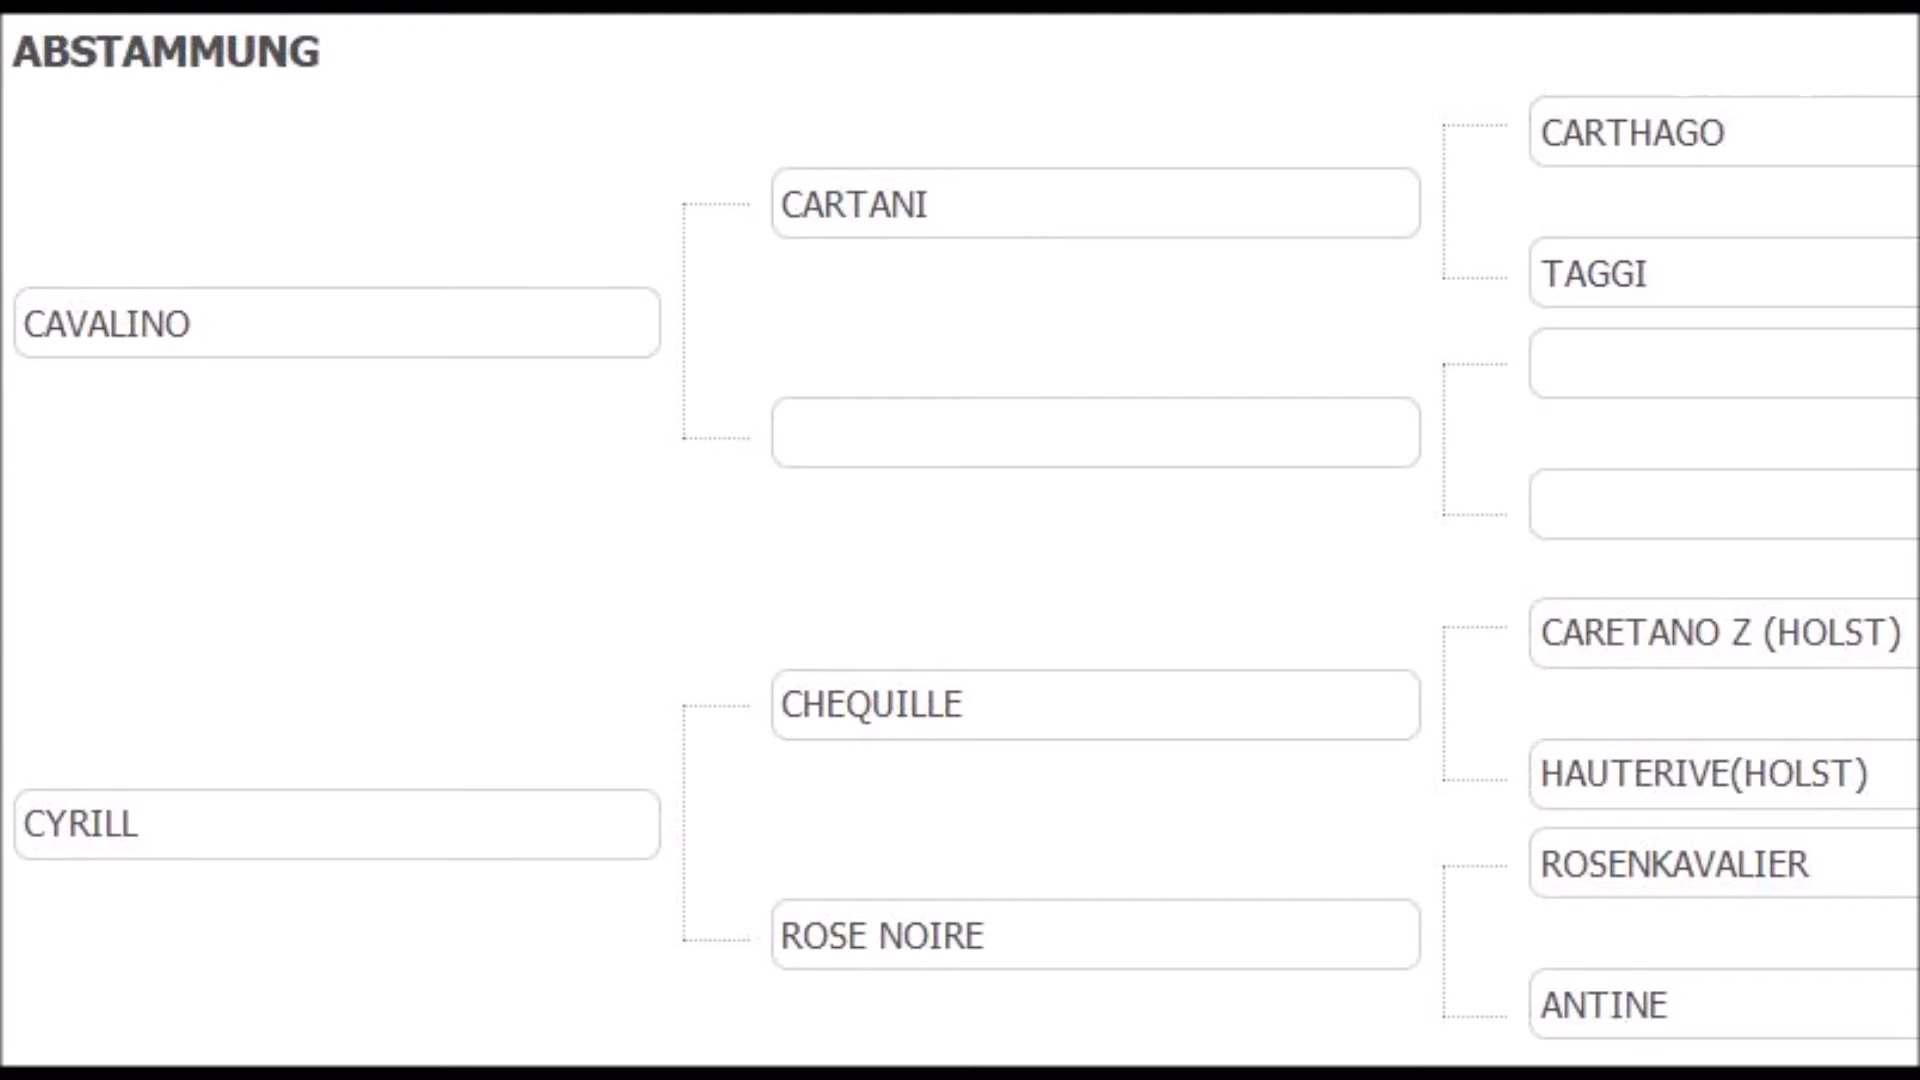 ABSTAMMUNG
CARTHAGO
CARTANI
TAGGI
CAVALINO
CARETANO Z (HOLST)
CHEQUILLE
HAUTERIVE(HOLST)
CYRILL
ROSENKAVALIER
ROSE NOIRE
ANTINE